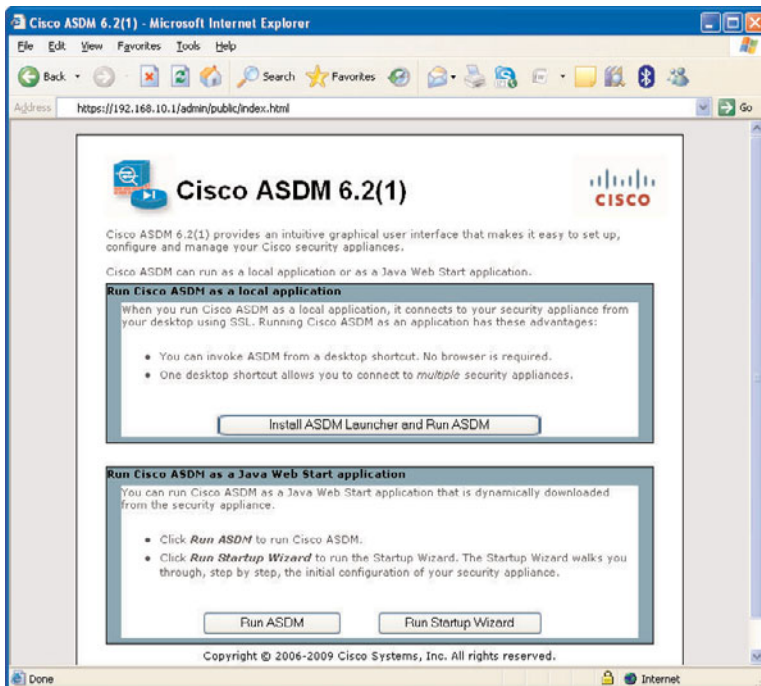 Cisco ASDM 6.2(1) - Microsoft Internet Explorer
File Edit View Favorites Tools Help
Back Search Favorites
Address https://192.168.10.1/admin/public/index.html Go
Cisco ASDM 6.2(1)
CISCO
Cisco ASDM 6.2(1) provides an intuitive graphical user interface that makes it easy to set up,
configure and manage your Cisco security appliances.
Cisco ASDM can run as a local application or as a Java Web Start application.
Run Cisco ASDM as a local application
When you run Cisco ASDM as a local application, it connects to your security appliance from
your desktop using SSL. Running Cisco ASDM as an application has these advantages:
• You can invoke ASDM from a desktop shortcut. No browser is required.
• One desktop shortcut allows you to connect to multiple security appliances.
Install ASDM Launcher and Run ASDM
Run Cisco ASDM as a Java Web Start application
You can run Cisco ASDM as a Java Web Start application that is dynamically downloaded
from the security appliance.
• Click Run ASDM to run Cisco ASDM.
• Click Run Startup Wizard to run the Startup Wizard. The Startup Wizard walks you
through, step by step, the initial configuration of your security appliance.
Run ASDM Run Startup Wizard
Copyright © 2006-2009 Cisco Systems, Inc. All rights reserved.
Done Internet